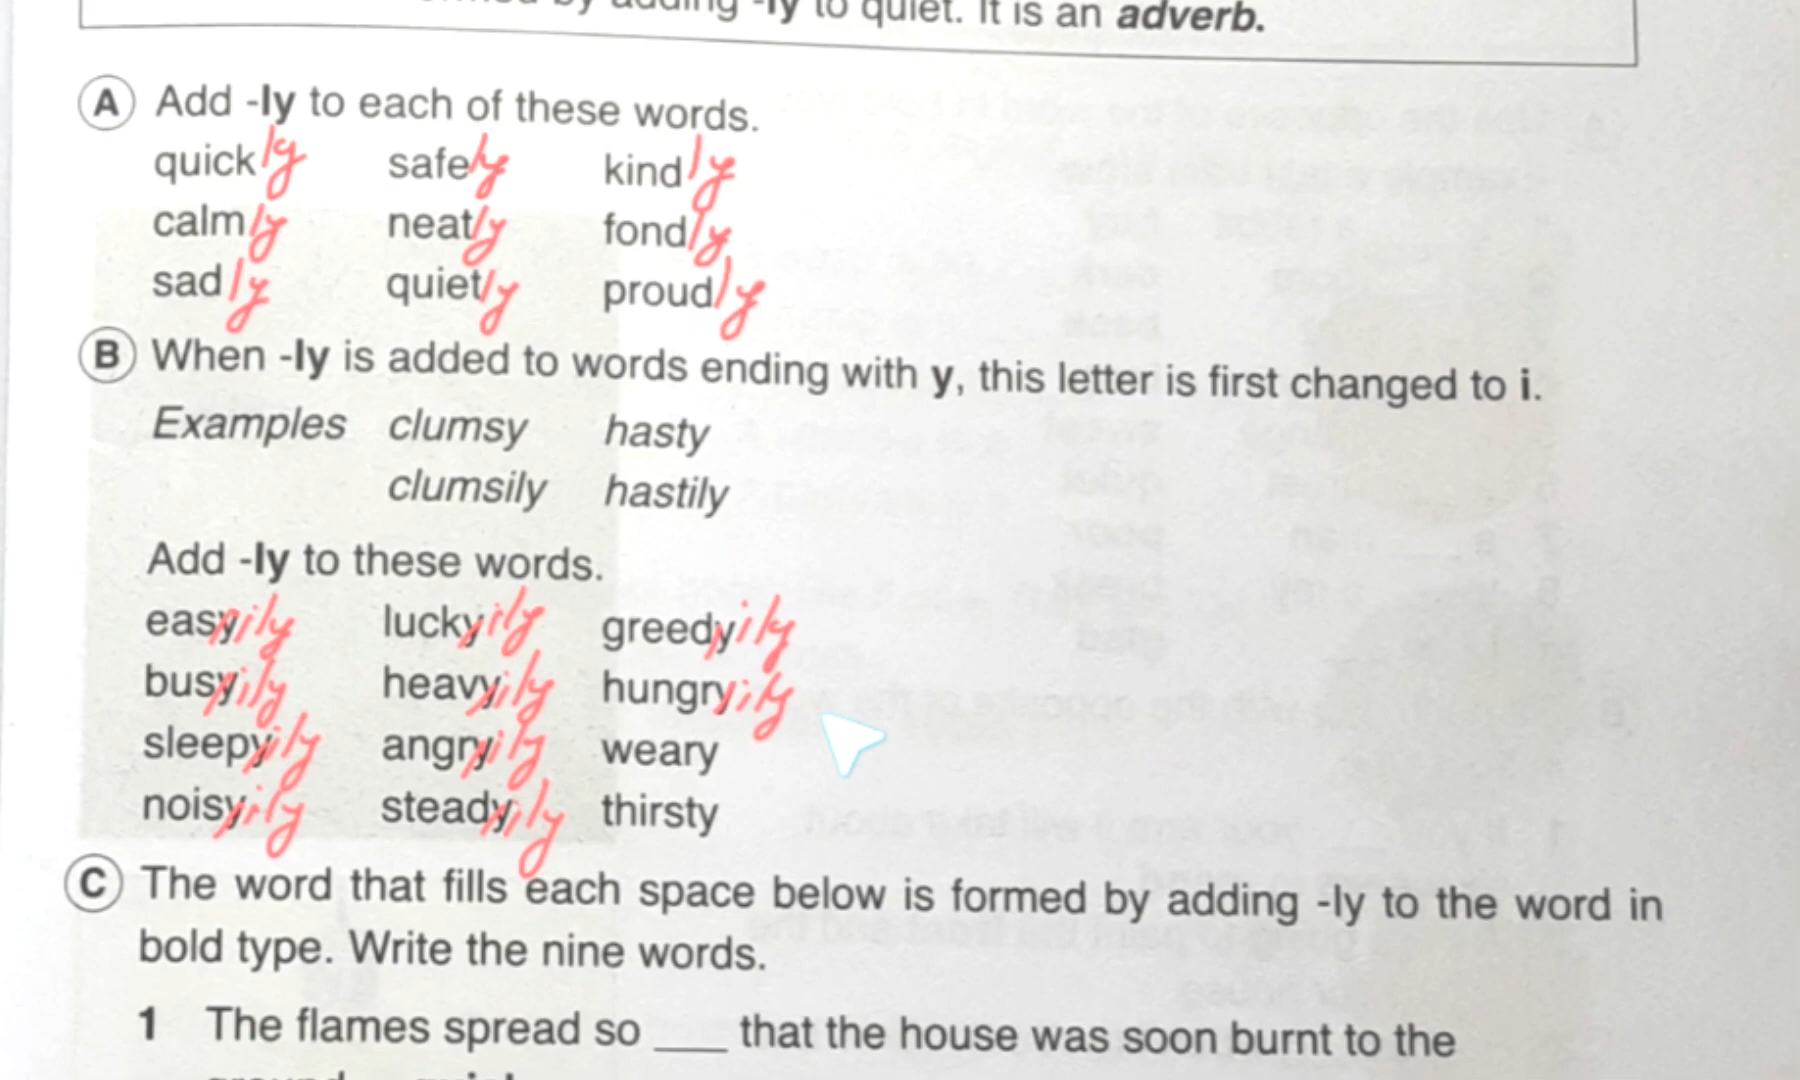 adding -ly to quiet. It is an adverb.
A Add -ly to each of these words.
quickly safely kindly
calmly neatly fondly
sadly quietly proudly
B When -ly is added to words ending with y, this letter is first changed to i.
Examples clumsy hasty
clumsily hastily
Add -ly to these words.
easyily luckyily greedyily
busyily heavyily hungryily
sleepyily angryily weary
noisyily steadyily thirsty
C The word that fills each space below is formed by adding -ly to the word in
bold type. Write the nine words.
1 The flames spread so ___ that the house was soon burnt to the